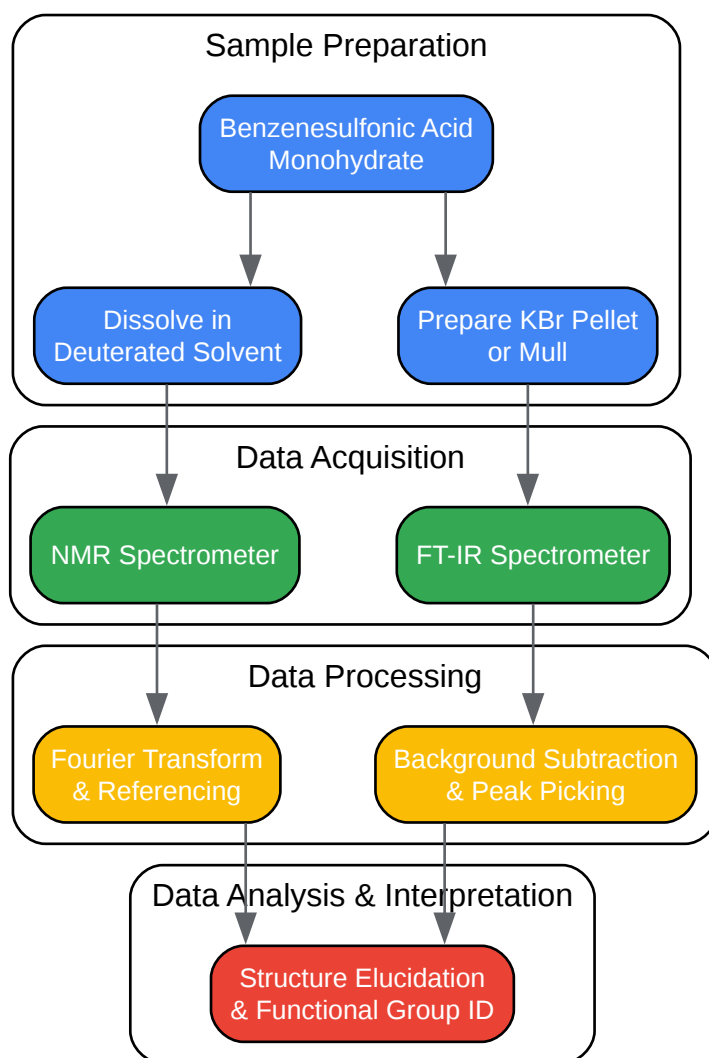 Sample Preparation
Benzenesulfonic Acid
Monohydrate
Dissolve in
Deuterated Solvent
Prepare KBr Pellet
or Mull
Data Acquisition
NMR Spectrometer
FT-IR Spectrometer
Data Processing
Fourier Transform
& Referencing
Background Subtraction
& Peak Picking
Data Analysis & Interpretation
Structure Elucidation
& Functional Group ID